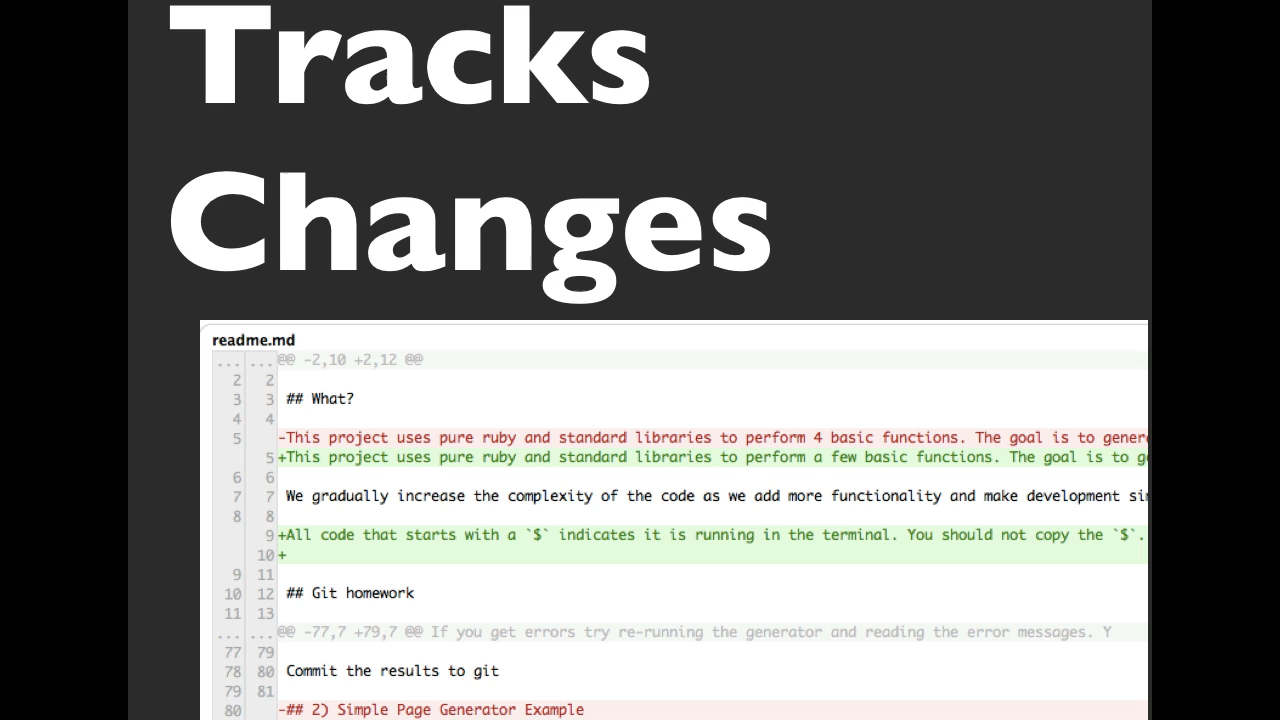 Tracks
Changes
readme.md
... ... @@ -2,10 +2,12 @@
2 2
3 3 ## What?
4 4
5 -This project uses pure ruby and standard libraries to perform 4 basic functions. The goal is to gener
5 +This project uses pure ruby and standard libraries to perform a few basic functions. The goal is to g
6 6
7 7 We gradually increase the complexity of the code as we add more functionality and make development si
8 8
9 +All code that starts with a `$` indicates it is running in the terminal. You should not copy the `$`.
10 +
9 11
10 12 ## Git homework
11 13
... ... @@ -77,7 +79,7 @@ If you get errors try re-running the generator and reading the error messages. Y
77 79
78 80 Commit the results to git
79 81
80 -## 2) Simple Page Generator Example